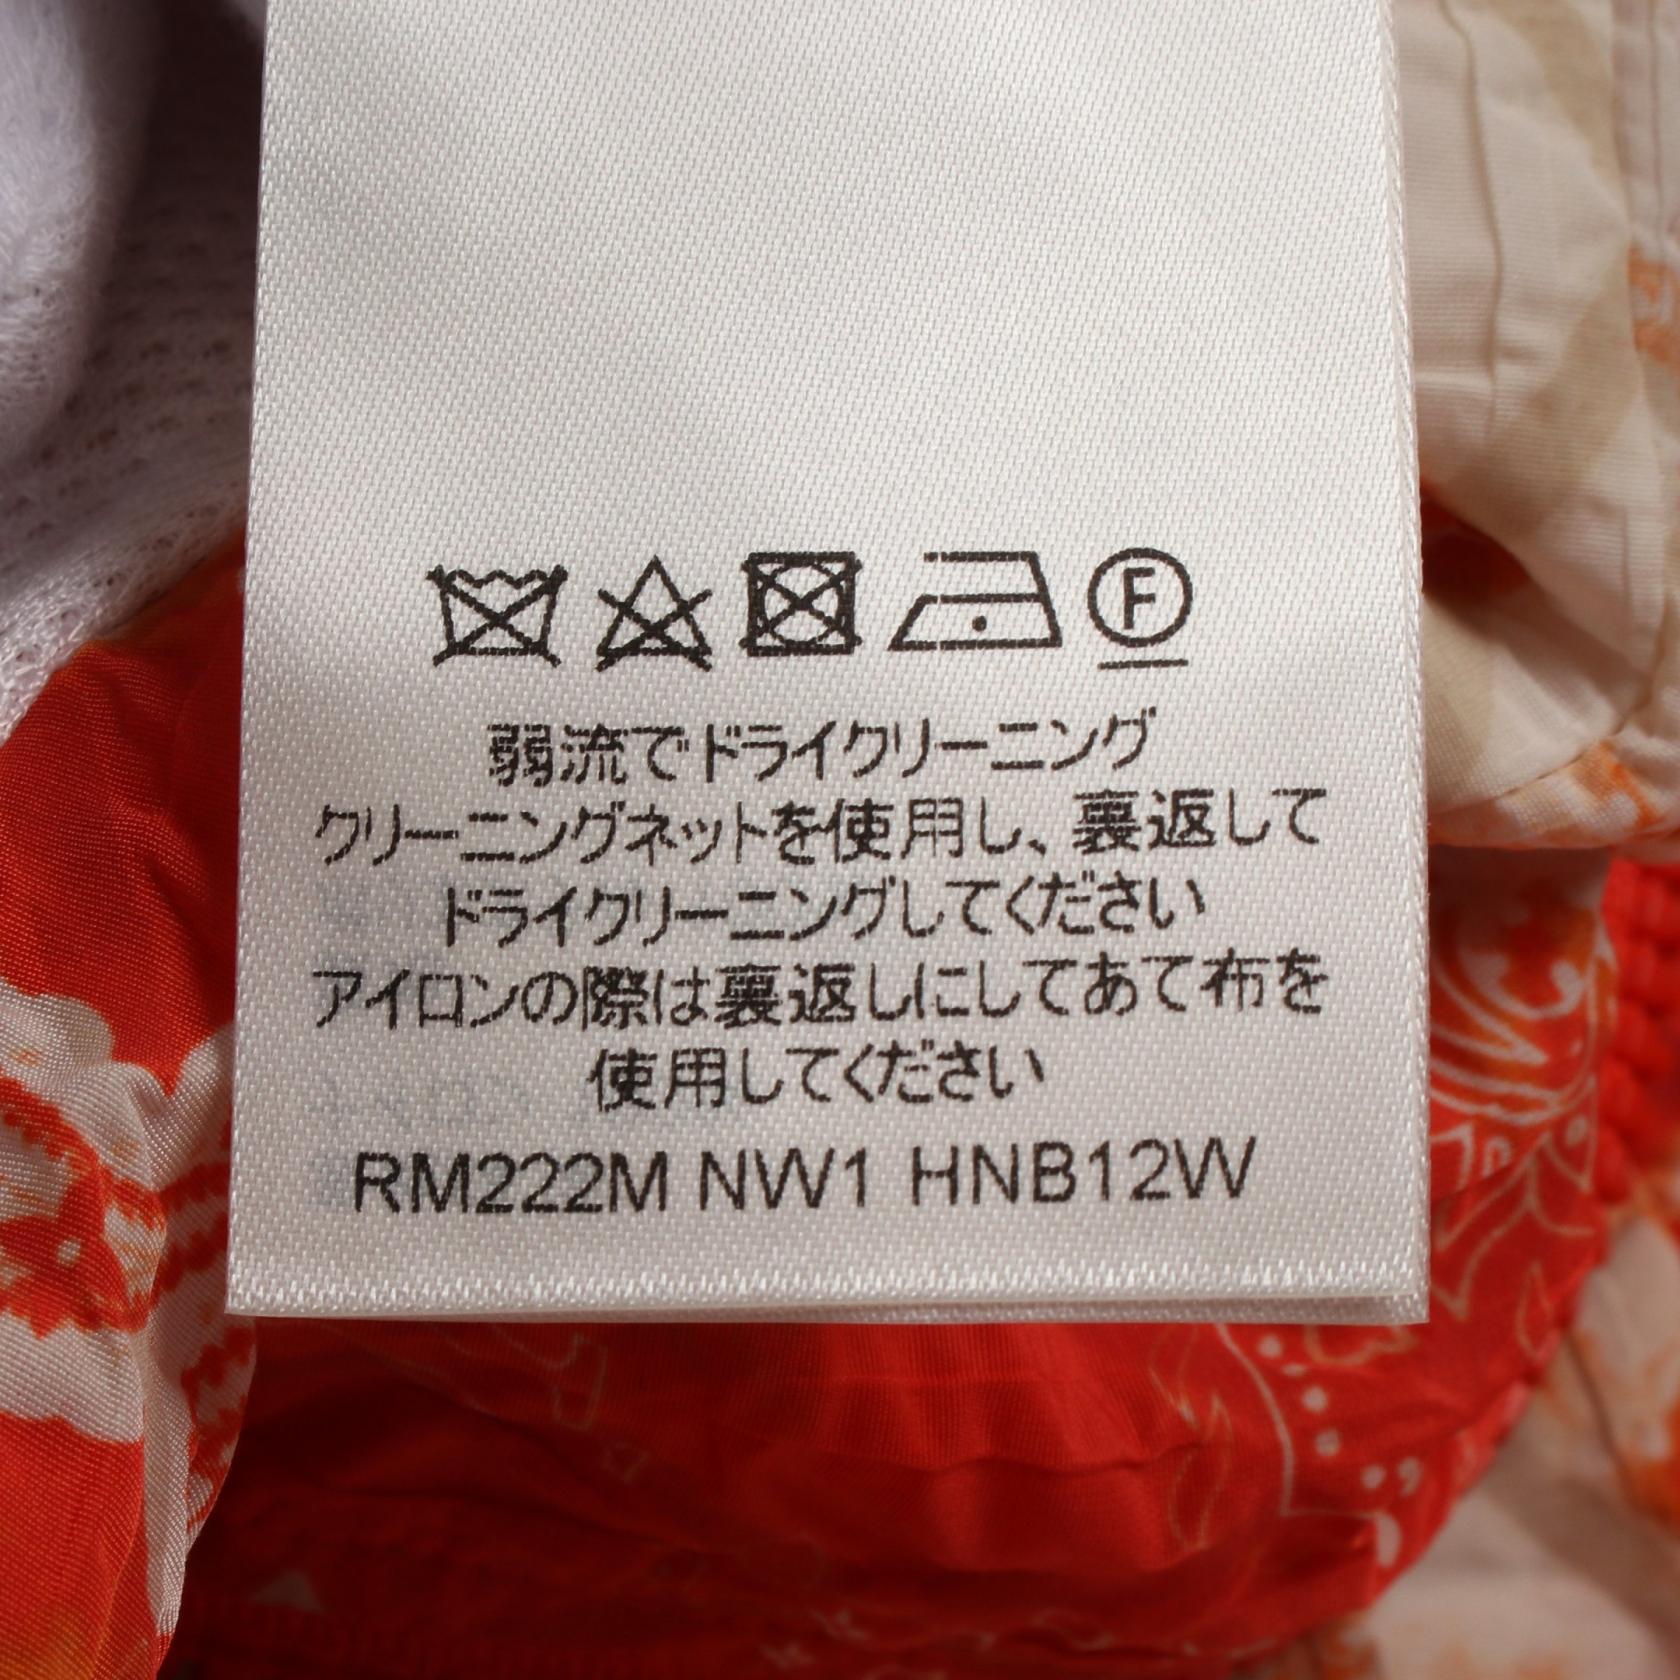 F
弱流でドライクリーニング
クリーニングネットを使用し、裏返して
ドライクリーニングしてください
アイロンの際は裏返しにしてあて布を
使用してください
RM222M NW1 HNB12W